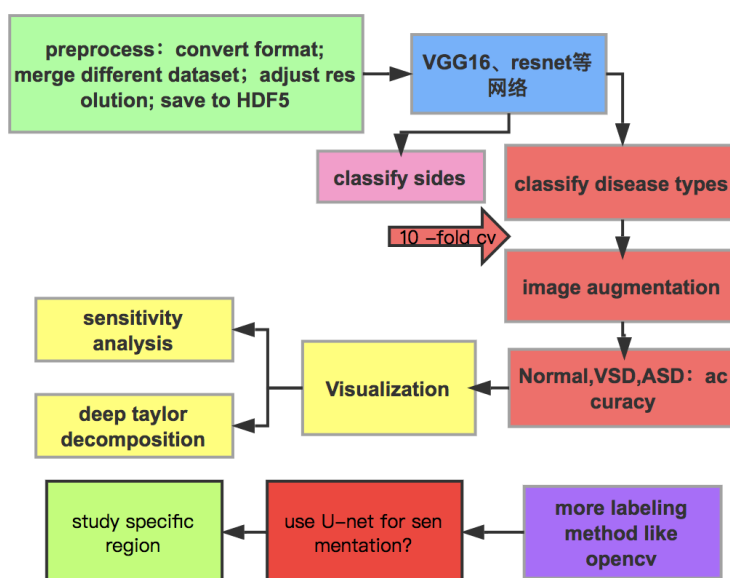 preprocess：convert format;
merge different dataset；adjust res
olution; save to HDF5
VGG16、resnet等
网络
classify sides
classify disease types
10 -fold cv
image augmentation
sensitivity
analysis
Visualization
Normal,VSD,ASD：ac
curacy
deep taylor
decomposition
study specific
region
use U-net for sen
mentation?
more labeling
method like
opencv